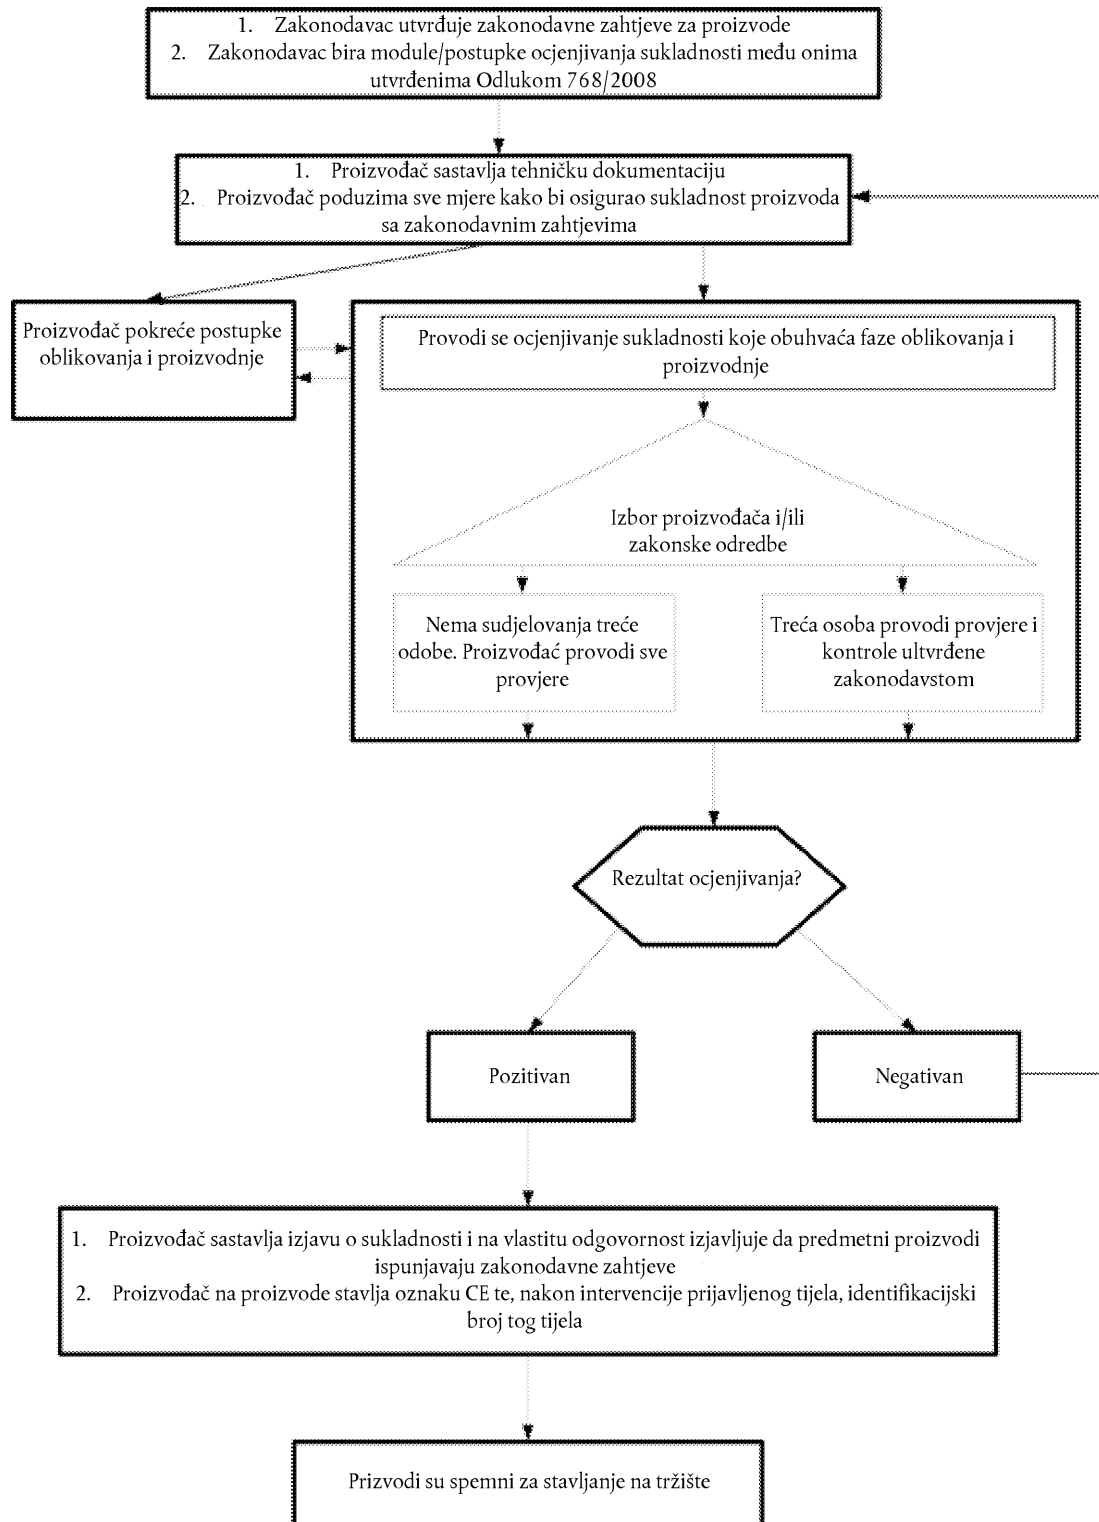 1. Zakonodavac utvrđuje zakonodavne zahtjeve za proizvode
2. Zakonodavac bira module/postupke ocjenjivanja sukladnosti među onima
utvrđenima Odlukom 768/2008
1. Proizvođač sastavlja tehničku dokumentaciju
2. Proizvođač poduzima sve mjere kako bi osigurao sukladnost proizvoda
sa zakonodavnim zahtjevima
Proizvođač pokreće postupke
oblikovanja i proizvodnje
Provodi se ocjenjivanje sukladnosti koje obuhvaća faze oblikovanja i
proizvodnje
Izbor proizvođača i/ili
zakonske odredbe
Nema sudjelovanja treće
odobe. Proizvođać provodi sve
provjere
Treća osoba provodi provjere i
kontrole ultvrđene
zakonodavstom
Rezultat ocjenjivanja?
Pozitivan
Negativan
1. Proizvođač sastavlja izjavu o sukladnosti i na vlastitu odgovornost izjavljuje da predmetni proizvodi
ispunjavaju zakonodavne zahtjeve
2. Proizvođač na proizvode stavlja oznaku CE te, nakon intervencije prijavljenog tijela, identifikacijski
broj tog tijela
Prizvodi su spemni za stavljanje na tržište